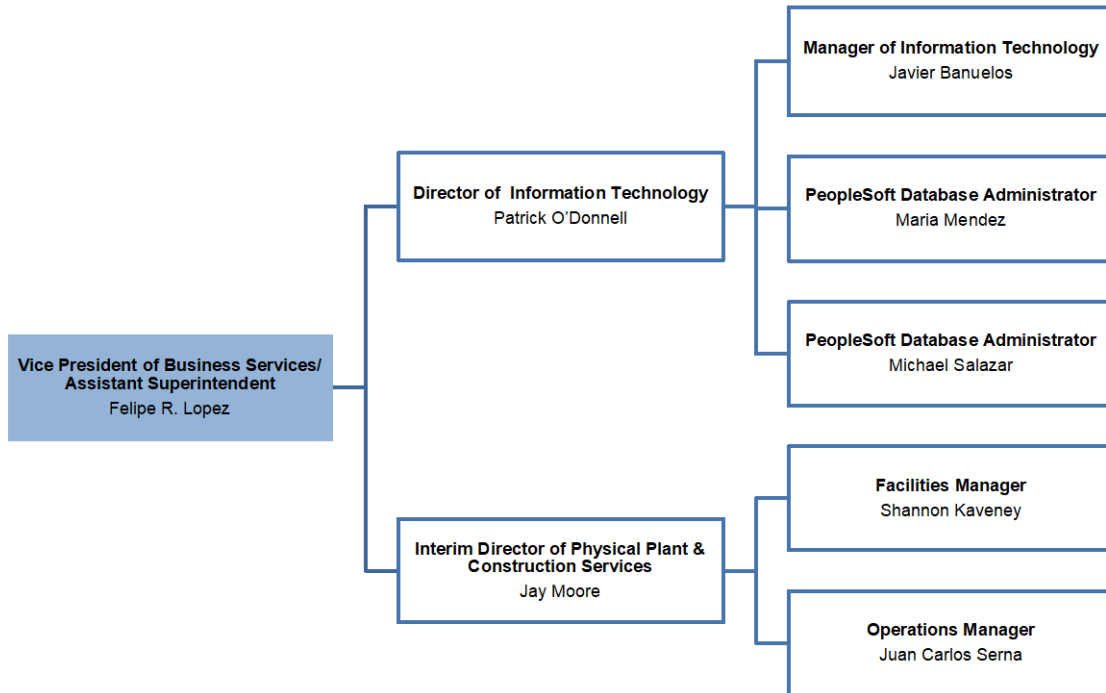 Manager of Information Technology
Javier Banuelos
Director of Information Technology
Patrick O’Donnell
PeopleSoft Database Administrator
Maria Mendez
PeopleSoft Database Administrator
Michael Salazar
Vice President of Business Services/
Assistant Superintendent
Felipe R. Lopez
Facilities Manager
Shannon Kaveney
Interim Director of Physical Plant &
Construction Services
Jay Moore
Operations Manager
Juan Carlos Serna